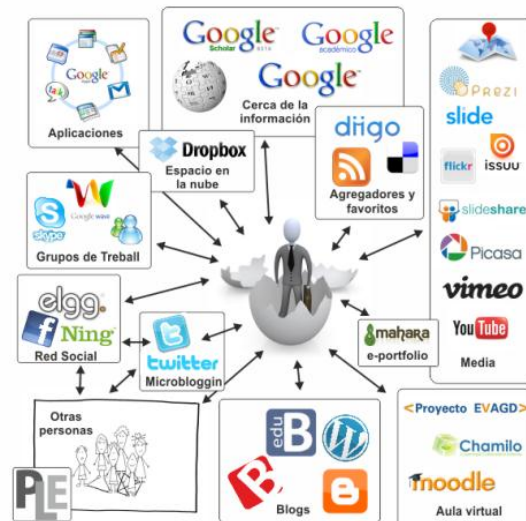 Google
talk
Aplicaciones
Google
Scholar BETA
Google
académico
Google
Cerca de la
información
Dropbox
Espacio en
la nube
diigo
Agregadores y
favoritos
PREZI
slide
flickr
issuu
slideshare
Picasa
vimeo
YouTube
Media
Google wave
skype
Grupos de Treball
elgg.
f Ning
Red Social
t
twitter
Microbloggin
mahara
e-portfolio
Otras
personas
PLE
edu B
W
B
B
Blogs
<Proyecto EVAGD>
Chamilo
moodle
Aula virtual